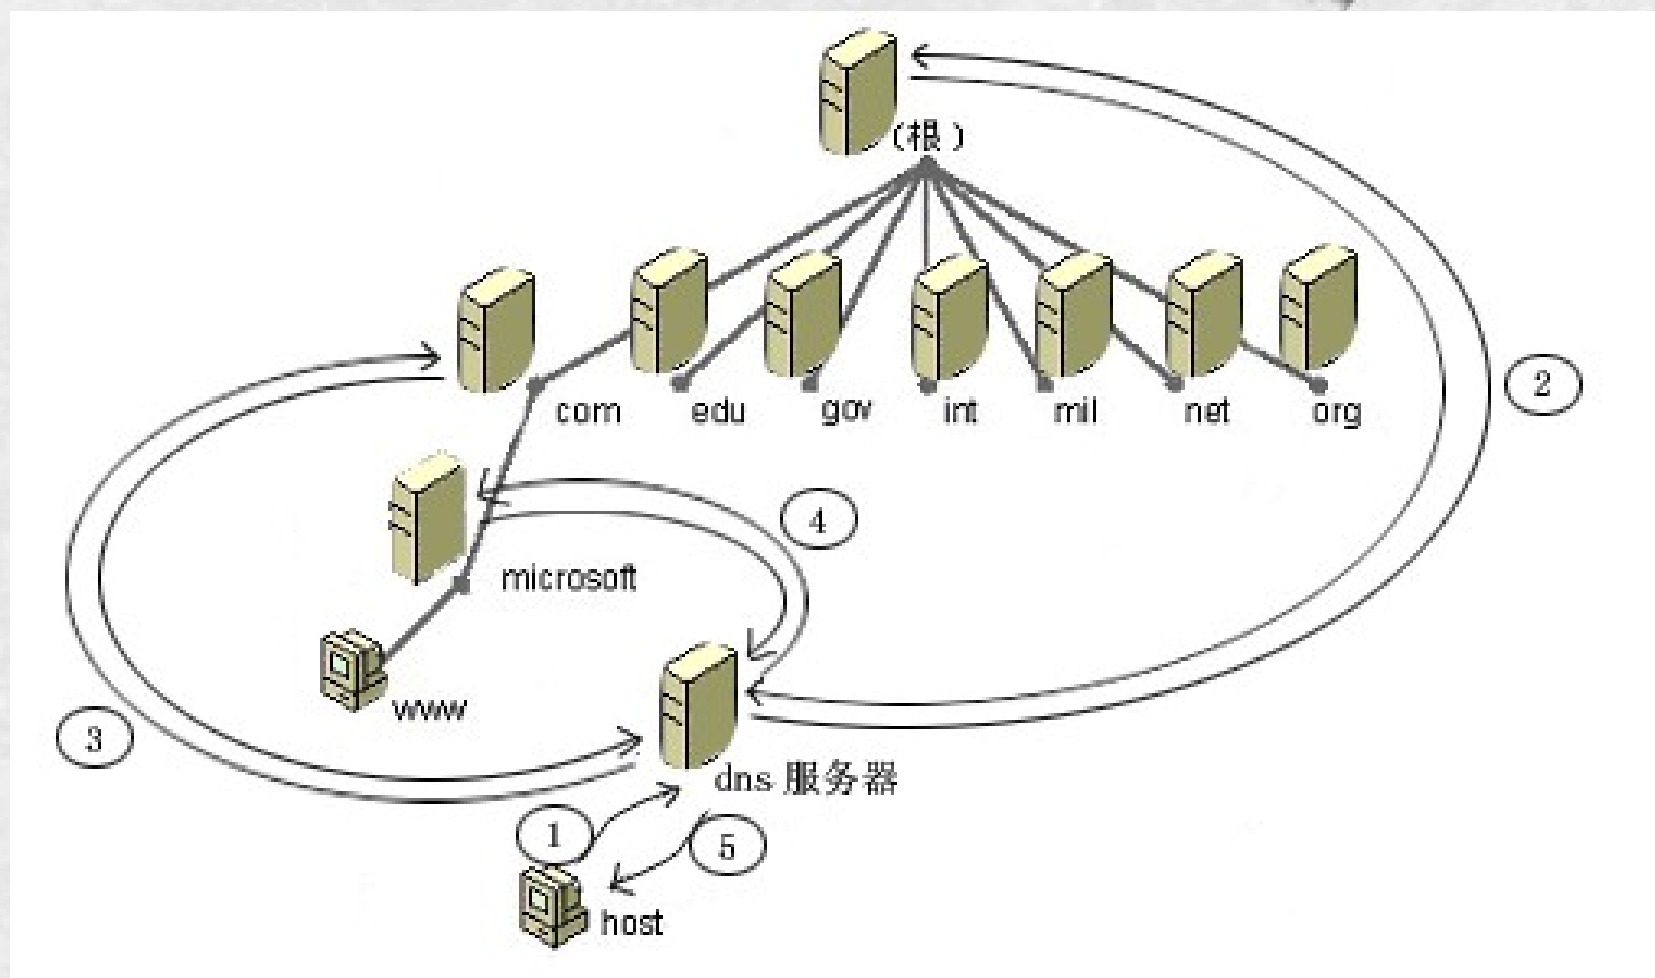 (根)
com edu gov int mil net org
2
4
microsoft
www
3
dns 服务器
1
5
host